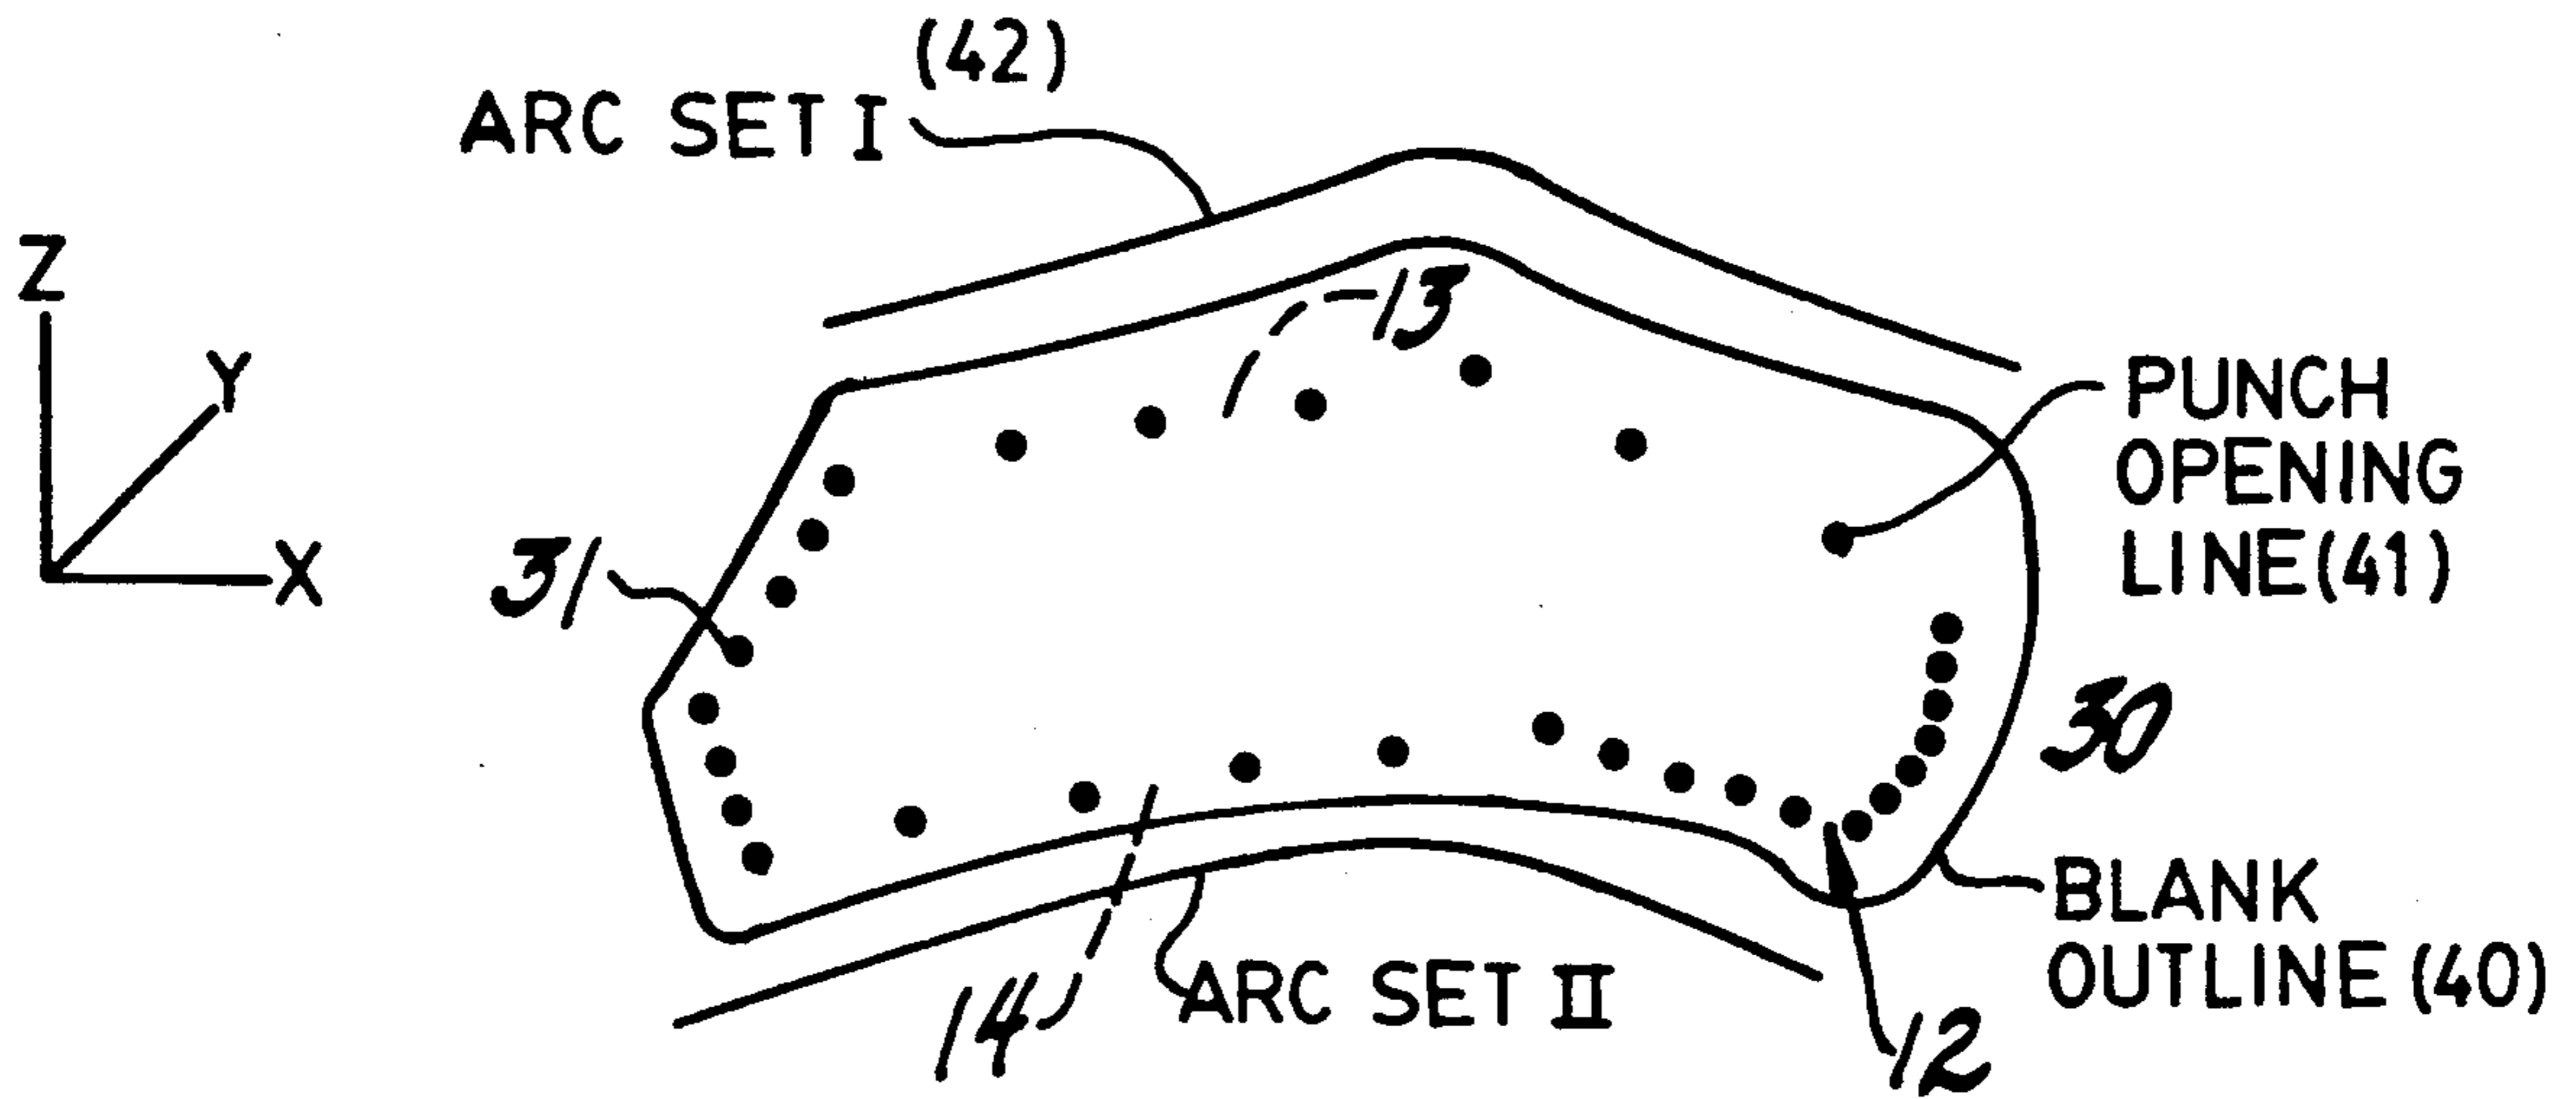 (42)
ARC SET I
13
Z
Y
X
PUNCH
OPENING
LINE (41)
31
30
BLANK
OUTLINE (40)
ARC SET II
14
12